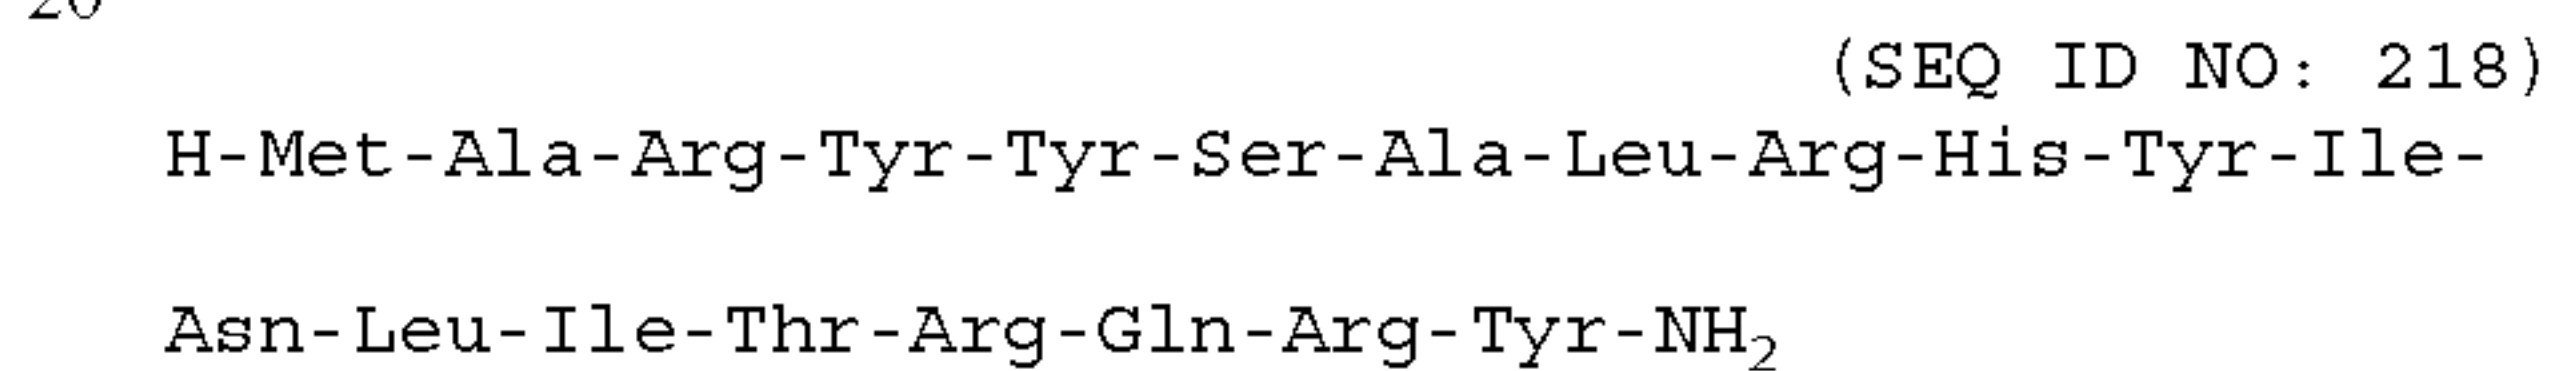 20
(SEQ ID NO: 218)
H-Met-Ala-Arg-Tyr-Tyr-Ser-Ala-Leu-Arg-His-Tyr-Ile-
Asn-Leu-Ile-Thr-Arg-Gln-Arg-Tyr-NH₂